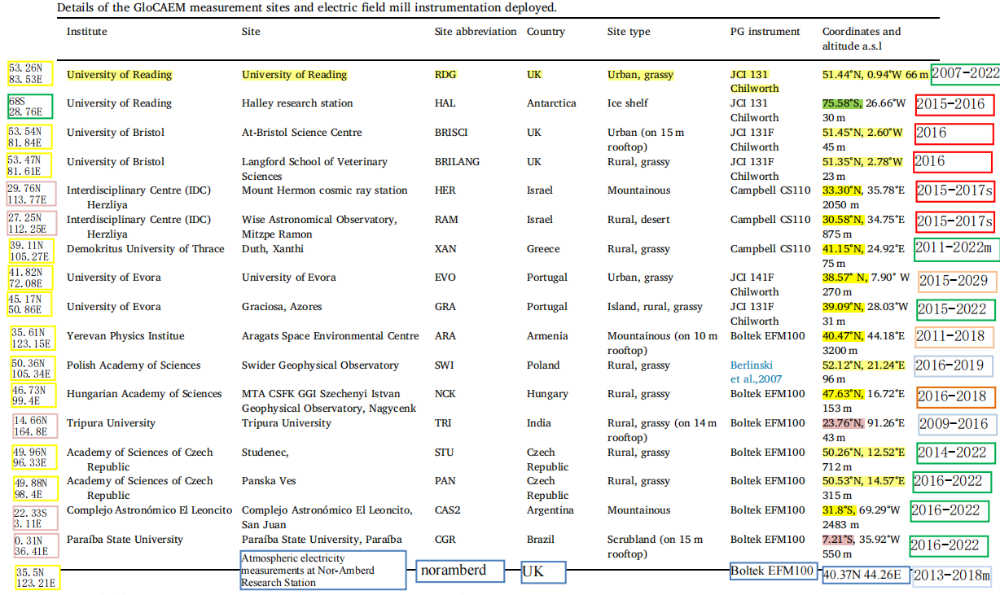 Details of the GloCAEM measurement sites and electric field mill instrumentation deployed.
Institute Site Site abbreviation Country Site type PG instrument Coordinates and
altitude a.s.l
53.26N
83.53E
University of Reading University of Reading RDG UK Urban, grassy JCI 131 51.44°N, 0.94°W 66 m 2007-2022
Chilworth
68S
28.76E
University of Reading Halley research station HAL Antarctica Ice shelf JCI 131 75.58°S, 26.66°W 2015-2016
Chilworth 30 m
53.54N
81.84E
University of Bristol At-Bristol Science Centre BRISCI UK Urban (on 15 m JCI 131F 51.45°N, 2.60°W 2016
rooftop) Chilworth 45 m
53.47N
81.61E
University of Bristol Langford School of Veterinary BRILANG UK Rural, grassy JCI 131F 51.35°N, 2.78°W 2016
Sciences Chilworth 23 m
29.76N
113.77E
Interdisciplinary Centre (IDC) Mount Hermon cosmic ray station HER Israel Mountainous Campbell CS110 33.30°N, 35.78°E 2015-2017s
Herzliya 2050 m
27.25N
112.25E
Interdisciplinary Centre (IDC) Wise Astronomical Observatory, RAM Israel Rural, desert Campbell CS110 30.58°N, 34.75°E 2015-2017s
Herzliya Mitzpe Ramon 875 m
39.11N
105.27E
Demokritus University of Thrace Duth, Xanthi XAN Greece Rural, grassy Campbell CS110 41.15°N, 24.92°E 2011-2022m
75 m
41.82N
72.08E
University of Evora University of Evora EVO Portugal Urban, grassy JCI 141F 38.57° N, 7.90° W 2015-2029
Chilworth 270 m
45.17N
50.86E
University of Evora Graciosa, Azores GRA Portugal Island, rural, grassy JCI 131F 39.09°N, 28.03°W 2015-2022
Chilworth 31 m
35.61N
123.15E
Yerevan Physics Institue Aragats Space Environmental Centre ARA Armenia Mountainous (on 10 m Boltek EFM100 40.47°N, 44.18°E 2011-2018
rooftop) 3200 m
50.36N
105.34E
Polish Academy of Sciences Swider Geophysical Observatory SWI Poland Rural, grassy Berlinski 52.12°N, 21.24°E 2016-2019
et al.,2007 96 m
46.73N
99.4E
Hungarian Academy of Sciences MTA CSFK GGI Szechenyi Istvan NCK Hungary Rural, grassy Boltek EFM100 47.63°N, 16.72°E 2016-2018
Geophysical Observatory, Nagycenk 153 m
14.66N
164.8E
Tripura University Tripura University TRI India Rural, grassy (on 14 m Boltek EFM100 23.76°N, 91.26°E 2009-2016
rooftop) 43 m
49.96N
96.33E
Academy of Sciences of Czech Studenec, STU Czech Rural, grassy Boltek EFM100 50.26°N, 12.52°E 2014-2022
Republic Republic 712 m
49.88N
98.4E
Academy of Sciences of Czech Panska Ves PAN Czech Rural, grassy Boltek EFM100 50.53°N, 14.57°E 2016-2022
Republic Republic 315 m
22.33S
3.11E
Complejo Astronómico El Leoncito Complejo Astronómico El Leoncito, CAS2 Argentina Mountainous Boltek EFM100 31.8°S, 69.29°W 2016-2022
San Juan 2483 m
0.31N
36.41E
Paraíba State University Paraíba State University, Paraíba CGR Brazil Scrubland (on 15 m Boltek EFM100 7.21°S, 35.92°W 2016-2022
rooftop) 550 m
35.5N
123.21E
Atmospheric electricity
measurements at Nor-Amberd
Research Station
noramberd UK Boltek EFM100 40.37N 44.26E 2013-2018m